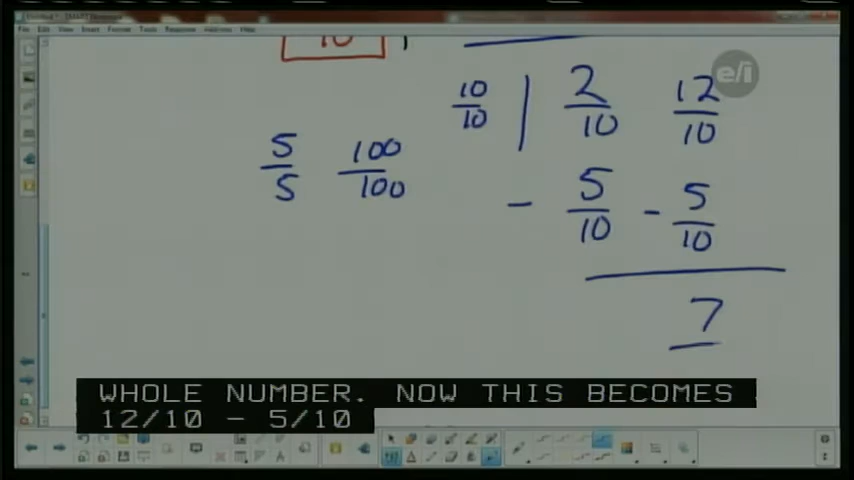 10
10/10 | 2/10 12/10
5/5 100/100
- 5/10 - 5/10
7
e/i
WHOLE NUMBER. NOW THIS BECOMES
12/10 - 5/10